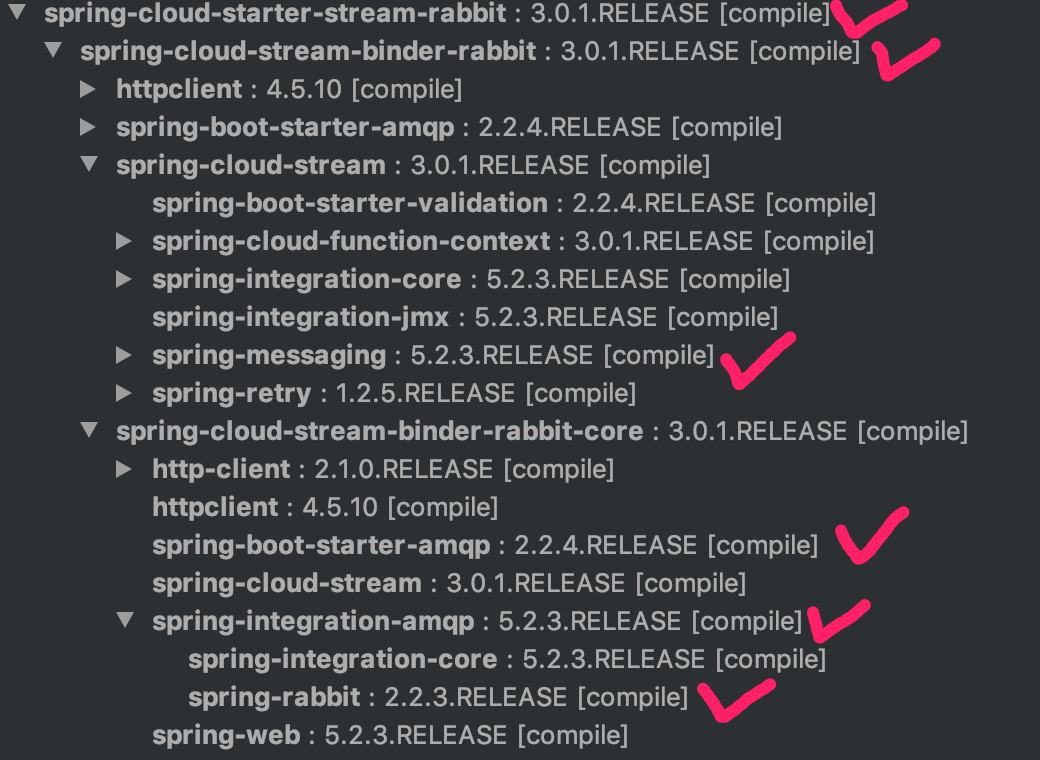 spring-cloud-starter-stream-rabbit : 3.0.1.RELEASE [compile]
spring-cloud-stream-binder-rabbit : 3.0.1.RELEASE [compile]
httpclient : 4.5.10 [compile]
spring-boot-starter-amqp : 2.2.4.RELEASE [compile]
spring-cloud-stream : 3.0.1.RELEASE [compile]
spring-boot-starter-validation : 2.2.4.RELEASE [compile]
spring-cloud-function-context : 3.0.1.RELEASE [compile]
spring-integration-core : 5.2.3.RELEASE [compile]
spring-integration-jmx : 5.2.3.RELEASE [compile]
spring-messaging : 5.2.3.RELEASE [compile]
spring-retry : 1.2.5.RELEASE [compile]
spring-cloud-stream-binder-rabbit-core : 3.0.1.RELEASE [compile]
http-client : 2.1.0.RELEASE [compile]
httpclient : 4.5.10 [compile]
spring-boot-starter-amqp : 2.2.4.RELEASE [compile]
spring-cloud-stream : 3.0.1.RELEASE [compile]
spring-integration-amqp : 5.2.3.RELEASE [compile]
spring-integration-core : 5.2.3.RELEASE [compile]
spring-rabbit : 2.2.3.RELEASE [compile]
spring-web : 5.2.3.RELEASE [compile]